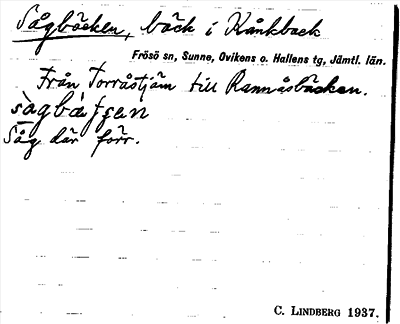 Sågbäcken, bäck i Kånkback
Frösö sn, Sunne, Ovikens o. Hallens tg, Jämtl. län.
Från Torråstjärn till Rannåsbäcken.
Såg där förr.
C. LINDBERG 1937.